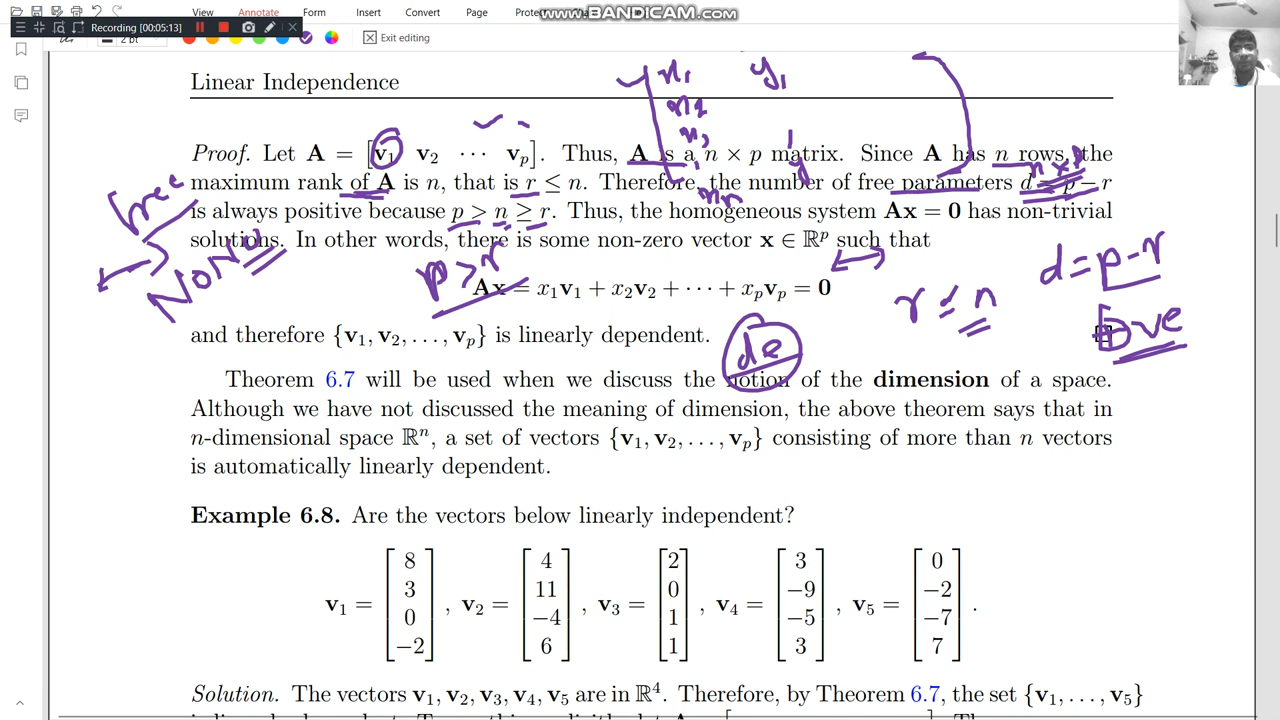 www.BANDICAM.com
View Annotate Form Insert Convert Page
Recording [00:05:13]
2 pt
Exit editing
Linear Independence
x₁ y₁
x₂
Proof. Let A = [v₁ v₂ ⋯ vₚ]. Thus, A is a n × p matrix. Since A has n rows, the
maximum rank of A is n, that is r ≤ n. Therefore, the number of free parameters d = p − r
n×p
is always positive because p > n ≥ r. Thus, the homogeneous system Ax = 0 has non-trivial
solutions. In other words, there is some non-zero vector x ∈ ℝᵖ such that
Free
p > r
d = p − r
Ax = x₁v₁ + x₂v₂ + ⋯ + xₚvₚ = 0
r ≤ n
and therefore {v₁, v₂, . . . , vₚ} is linearly dependent.
de
ve
Theorem 6.7 will be used when we discuss the notion of the dimension of a space.
Although we have not discussed the meaning of dimension, the above theorem says that in
n-dimensional space ℝⁿ, a set of vectors {v₁, v₂, . . . , vₚ} consisting of more than n vectors
is automatically linearly dependent.
Example 6.8. Are the vectors below linearly independent?
8 4 2 3 0
3 11 0 −9 −2
v₁ = , v₂ = , v₃ = , v₄ = , v₅ = .
0 −4 1 −5 −7
−2 6 1 3 7
Solution. The vectors v₁, v₂, v₃, v₄, v₅ are in ℝ⁴. Therefore, by Theorem 6.7, the set {v₁, . . . , v₅}